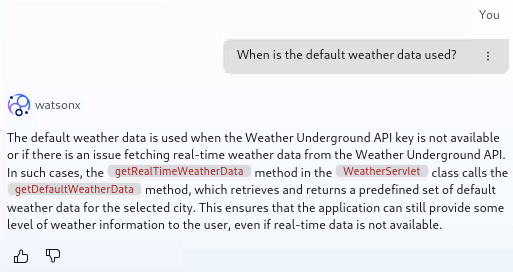 You
When is the default weather data used?
watsonx
The default weather data is used when the Weather Underground API key is not available
or if there is an issue fetching real-time weather data from the Weather Underground API.
In such cases, the getRealTimeWeatherData method in the WeatherServlet class calls the
getDefaultWeatherData method, which retrieves and returns a predefined set of default
weather data for the selected city. This ensures that the application can still provide some
level of weather information to the user, even if real-time data is not available.